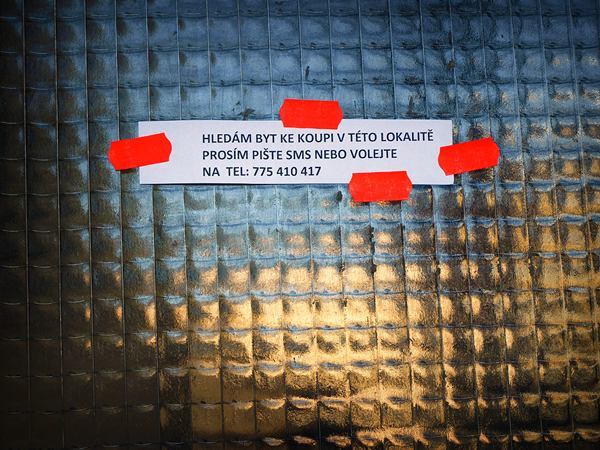 HLEDÁM BYT KE KOUPI V TÉTO LOKALITĚ
PROSÍM PIŠTE SMS NEBO VOLEJTE
NA TEL: 775 410 417